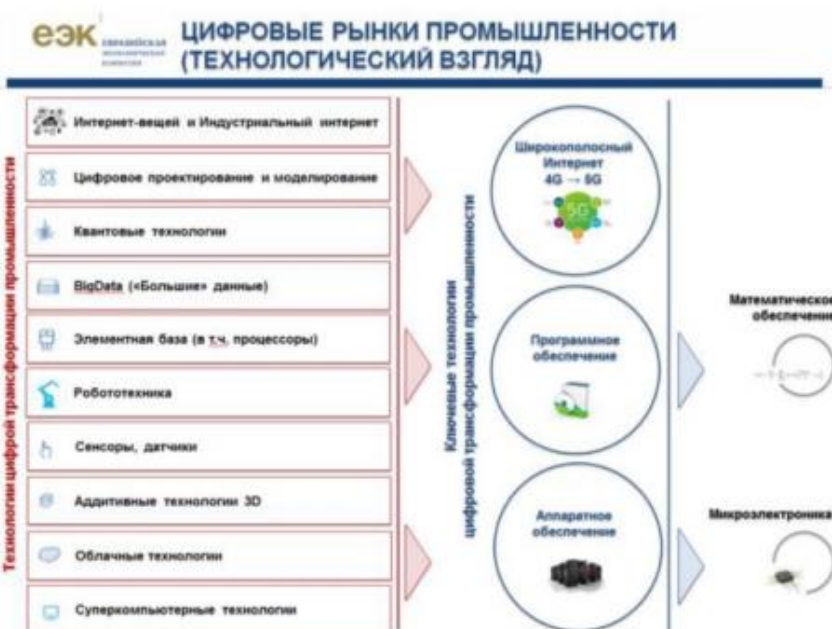 ЕЭК
ЦИФРОВЫЕ РЫНКИ ПРОМЫШЛЕННОСТИ
(ТЕХНОЛОГИЧЕСКИЙ ВЗГЛЯД)
Технологии цифрой трансформации промышленности
Интернет-вещей и Индустриальный интернет
Цифровое проектирование и моделирование
Квантовые технологии
BigData («Большие» данные)
Элементная база (в т.ч. процессоры)
Робототехника
Сенсоры, датчики
Аддитивные технологии 3D
Облачные технологии
Суперкомпьютерные технологии
Ключевые технологии
цифровой трансформации промышленности
Широкополосный
Интернет
4G → 5G
5G
Программное
обеспечение
Аппаратное
обеспечение
Математическое
обеспечение
Микроэлектроника